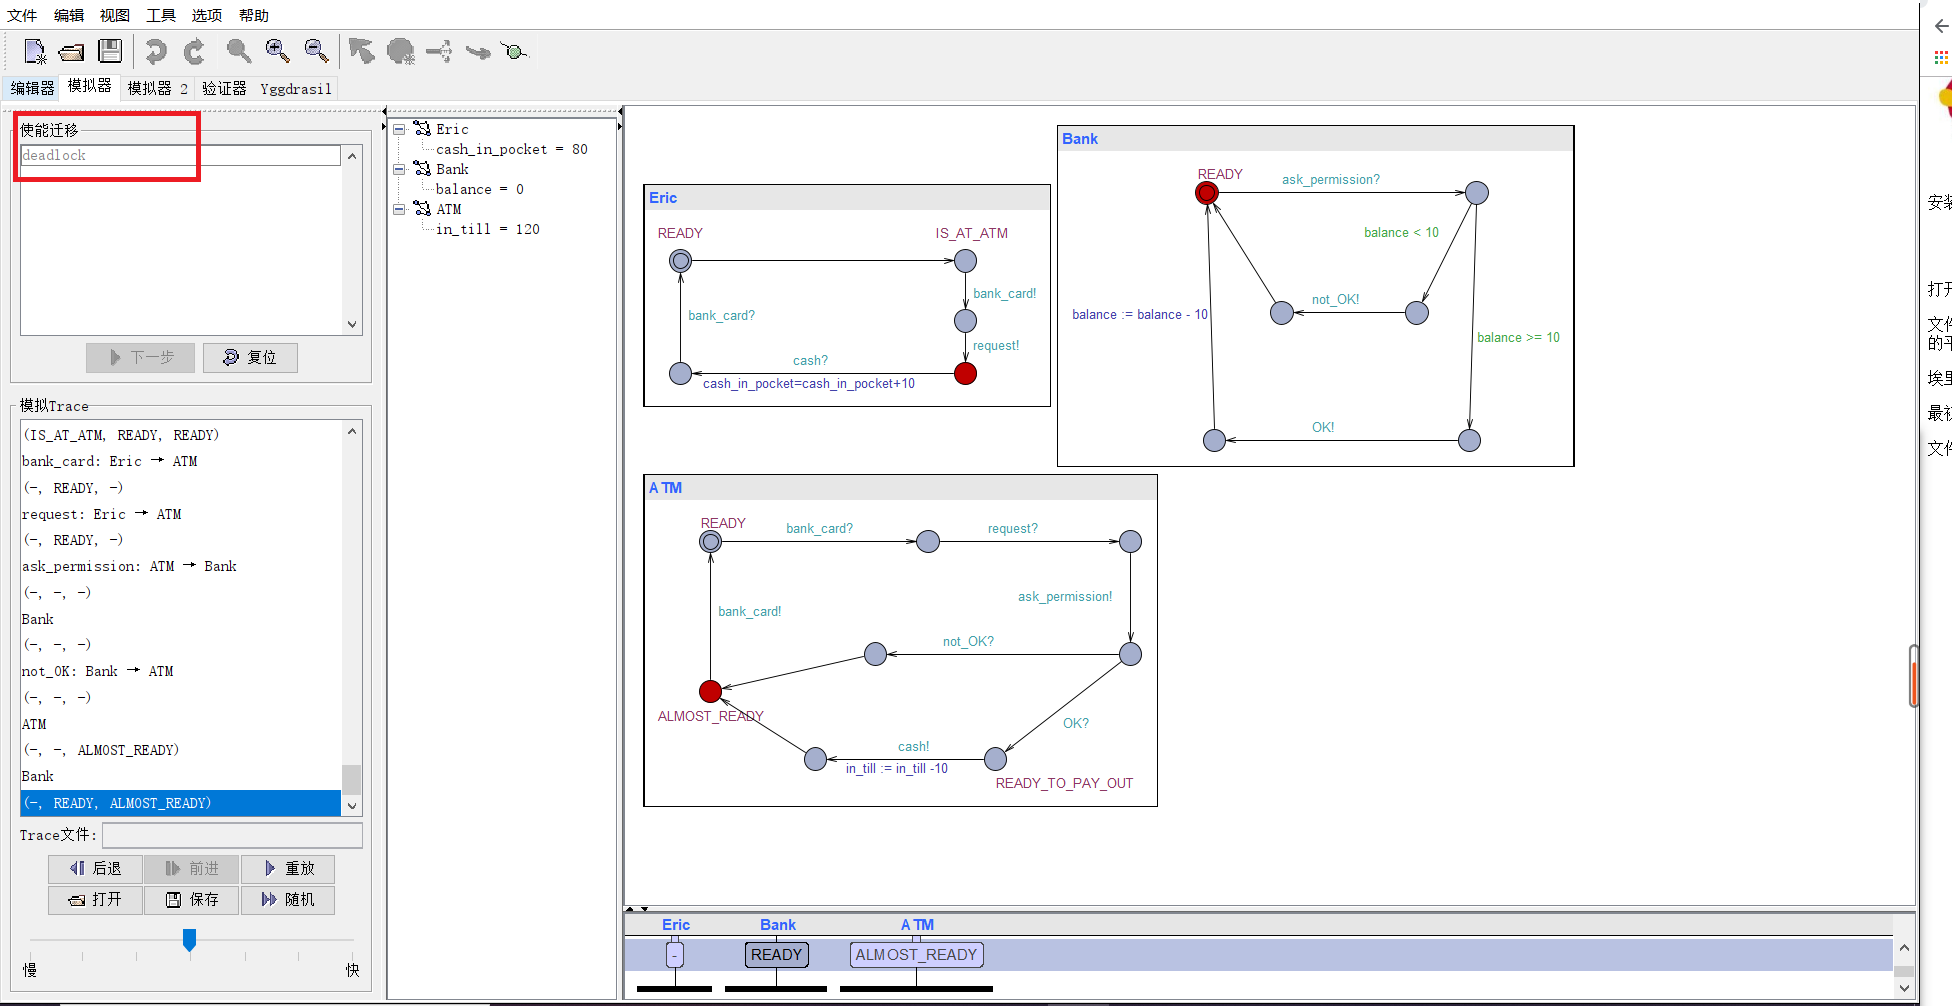 文件 编辑 视图 工具 选项 帮助
编辑器 模拟器 模拟器 2 验证器 Yggdrasil
使能迁移
deadlock
下一步 复位
模拟Trace
(IS_AT_ATM, READY, READY)
bank_card: Eric → ATM
(-, READY, -)
request: Eric → ATM
(-, READY, -)
ask_permission: ATM → Bank
(-, -, -)
Bank
(-, -, -)
not_OK: Bank → ATM
(-, -, -)
ATM
(-, -, ALMOST_READY)
Bank
(-, READY, ALMOST_READY)
Trace文件:
后退 前进 重放
打开 保存 随机
慢 快
Eric
cash_in_pocket = 80
Bank
balance = 0
ATM
in_till = 120
Eric
READY
IS_AT_ATM
bank_card!
bank_card?
request!
cash?
cash_in_pocket=cash_in_pocket+10
Bank
READY
ask_permission?
balance < 10
not_OK!
balance := balance - 10
balance >= 10
OK!
ATM
READY
bank_card?
request?
ask_permission!
bank_card!
not_OK?
ALMOST_READY
OK?
cash!
in_till := in_till -10
READY_TO_PAY_OUT
Eric Bank ATM
- READY ALMOST_READY
安装
打开
文件
的平
埃里
最初
文件